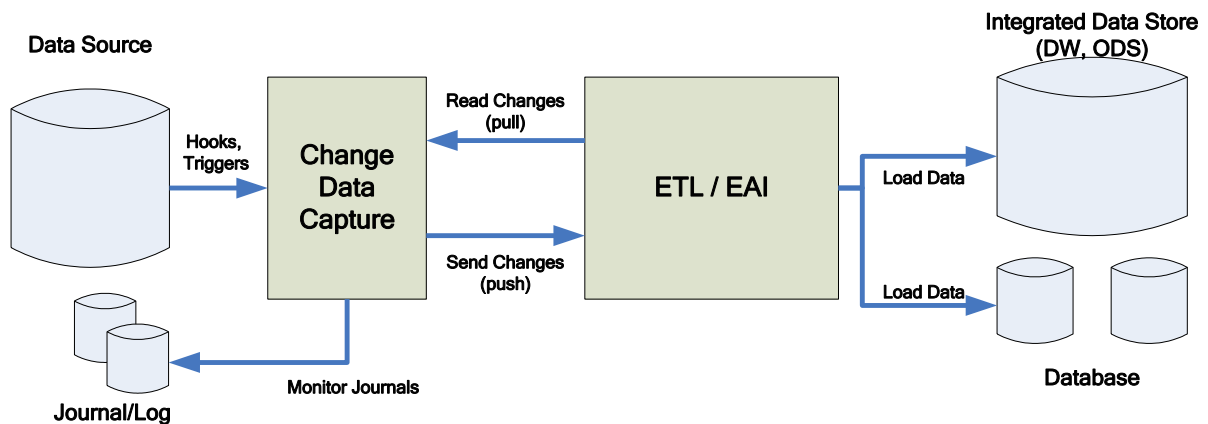 Data Source
Integrated Data Store
(DW, ODS)
Hooks,
Triggers
Change
Data
Capture
Read Changes
(pull)
Send Changes
(push)
ETL / EAI
Load Data
Load Data
Monitor Journals
Journal/Log
Database